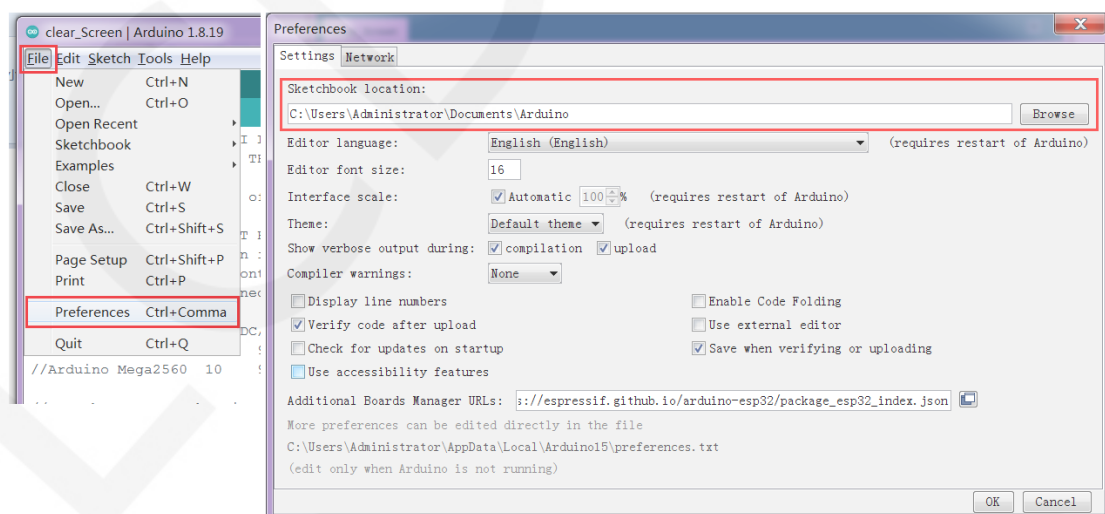 clear_Screen | Arduino 1.8.19
File Edit Sketch Tools Help
New Ctrl+N
Open... Ctrl+O
Open Recent
Sketchbook
Examples
Close Ctrl+W
Save Ctrl+S
Save As... Ctrl+Shift+S
Page Setup Ctrl+Shift+P
Print Ctrl+P
Preferences Ctrl+Comma
Quit Ctrl+Q
//Arduino Mega2560 10
Preferences
Settings Network
Sketchbook location:
C:\Users\Administrator\Documents\Arduino Browse
Editor language: English (English) (requires restart of Arduino)
Editor font size: 16
Interface scale: Automatic 100 % (requires restart of Arduino)
Theme: Default theme (requires restart of Arduino)
Show verbose output during: compilation upload
Compiler warnings: None
Display line numbers Enable Code Folding
Verify code after upload Use external editor
Check for updates on startup Save when verifying or uploading
Use accessibility features
Additional Boards Manager URLs: s://espressif.github.io/arduino-esp32/package_esp32_index.json
More preferences can be edited directly in the file
C:\Users\Administrator\AppData\Local\Arduino15\preferences.txt
(edit only when Arduino is not running)
OK Cancel